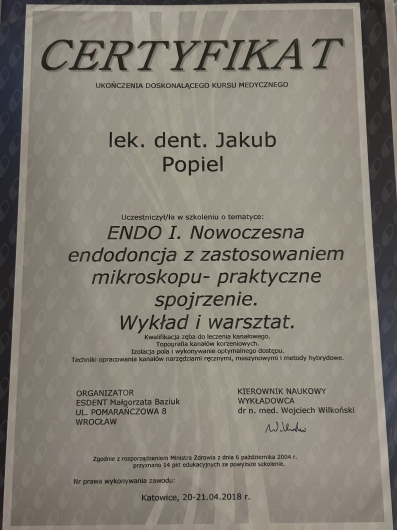 CERTYFIKAT
UKOŃCZENIA DOSKONALĄCEGO KURSU MEDYCZNEGO
lek. dent. Jakub
Popiel
Uczestniczył/ła w szkoleniu o tematyce:
ENDO I. Nowoczesna
endodoncja z zastosowaniem
mikroskopu- praktyczne
spojrzenie.
Wykład i warsztat.
Kwalifikacja zęba do leczenia kanałowego.
Topografia kanałów korzeniowych.
Izolacja pola i wykonywanie optymalnego dostępu.
Techniki opracowania kanałów narzędziami ręcznymi, maszynowymi i metody hybrydowe.
ORGANIZATOR
ESDENT Małgorzata Baziuk
UL. POMARAŃCZOWA 8
WROCŁAW
KIEROWNIK NAUKOWY
WYKŁADOWCA
dr n. med. Wojciech Wilkoński
Zgodnie z rozporządzeniem Ministra Zdrowia z dnia 6 października 2004 r.
przyznano 14 pkt edukacyjnych za powyższe szkolenie.
Nr prawa wykonywania zawodu:
Katowice, 20-21.04.2018 r.